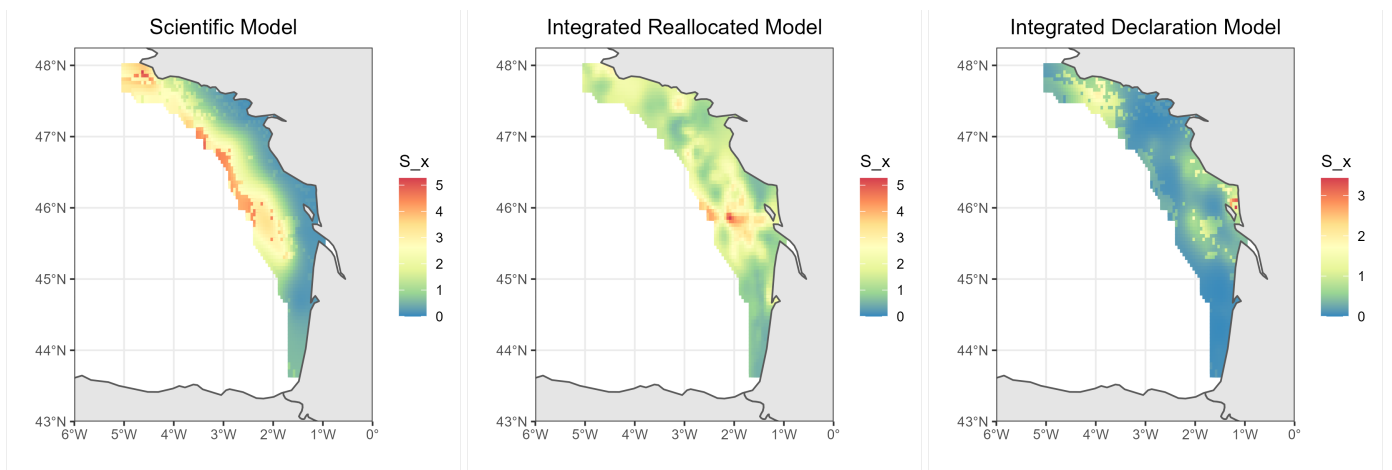 Scientific Model
48°N
47°N
46°N
45°N
44°N
43°N
6°W 5°W 4°W 3°W 2°W 1°W 0°
S_x
5
4
3
2
1
0
Integrated Reallocated Model
48°N
47°N
46°N
45°N
44°N
43°N
6°W 5°W 4°W 3°W 2°W 1°W 0°
S_x
5
4
3
2
1
0
Integrated Declaration Model
48°N
47°N
46°N
45°N
44°N
43°N
6°W 5°W 4°W 3°W 2°W 1°W 0°
S_x
3
2
1
0